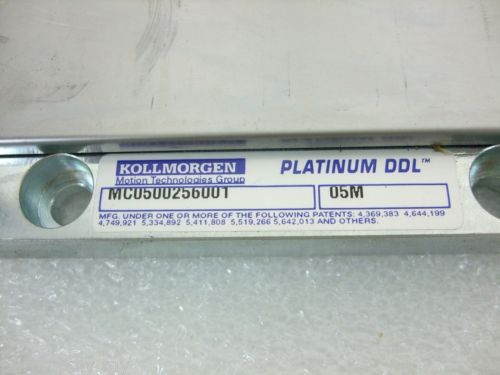 KOLLMORGEN
Motion Technologies Group
PLATINUM DDL™
MC0500256001
05M
MFG. UNDER ONE OR MORE OF THE FOLLOWING PATENTS: 4,369,383 4,644,199
4,749,921 5,334,892 5,411,808 5,519,266 5,642,013 AND OTHERS.